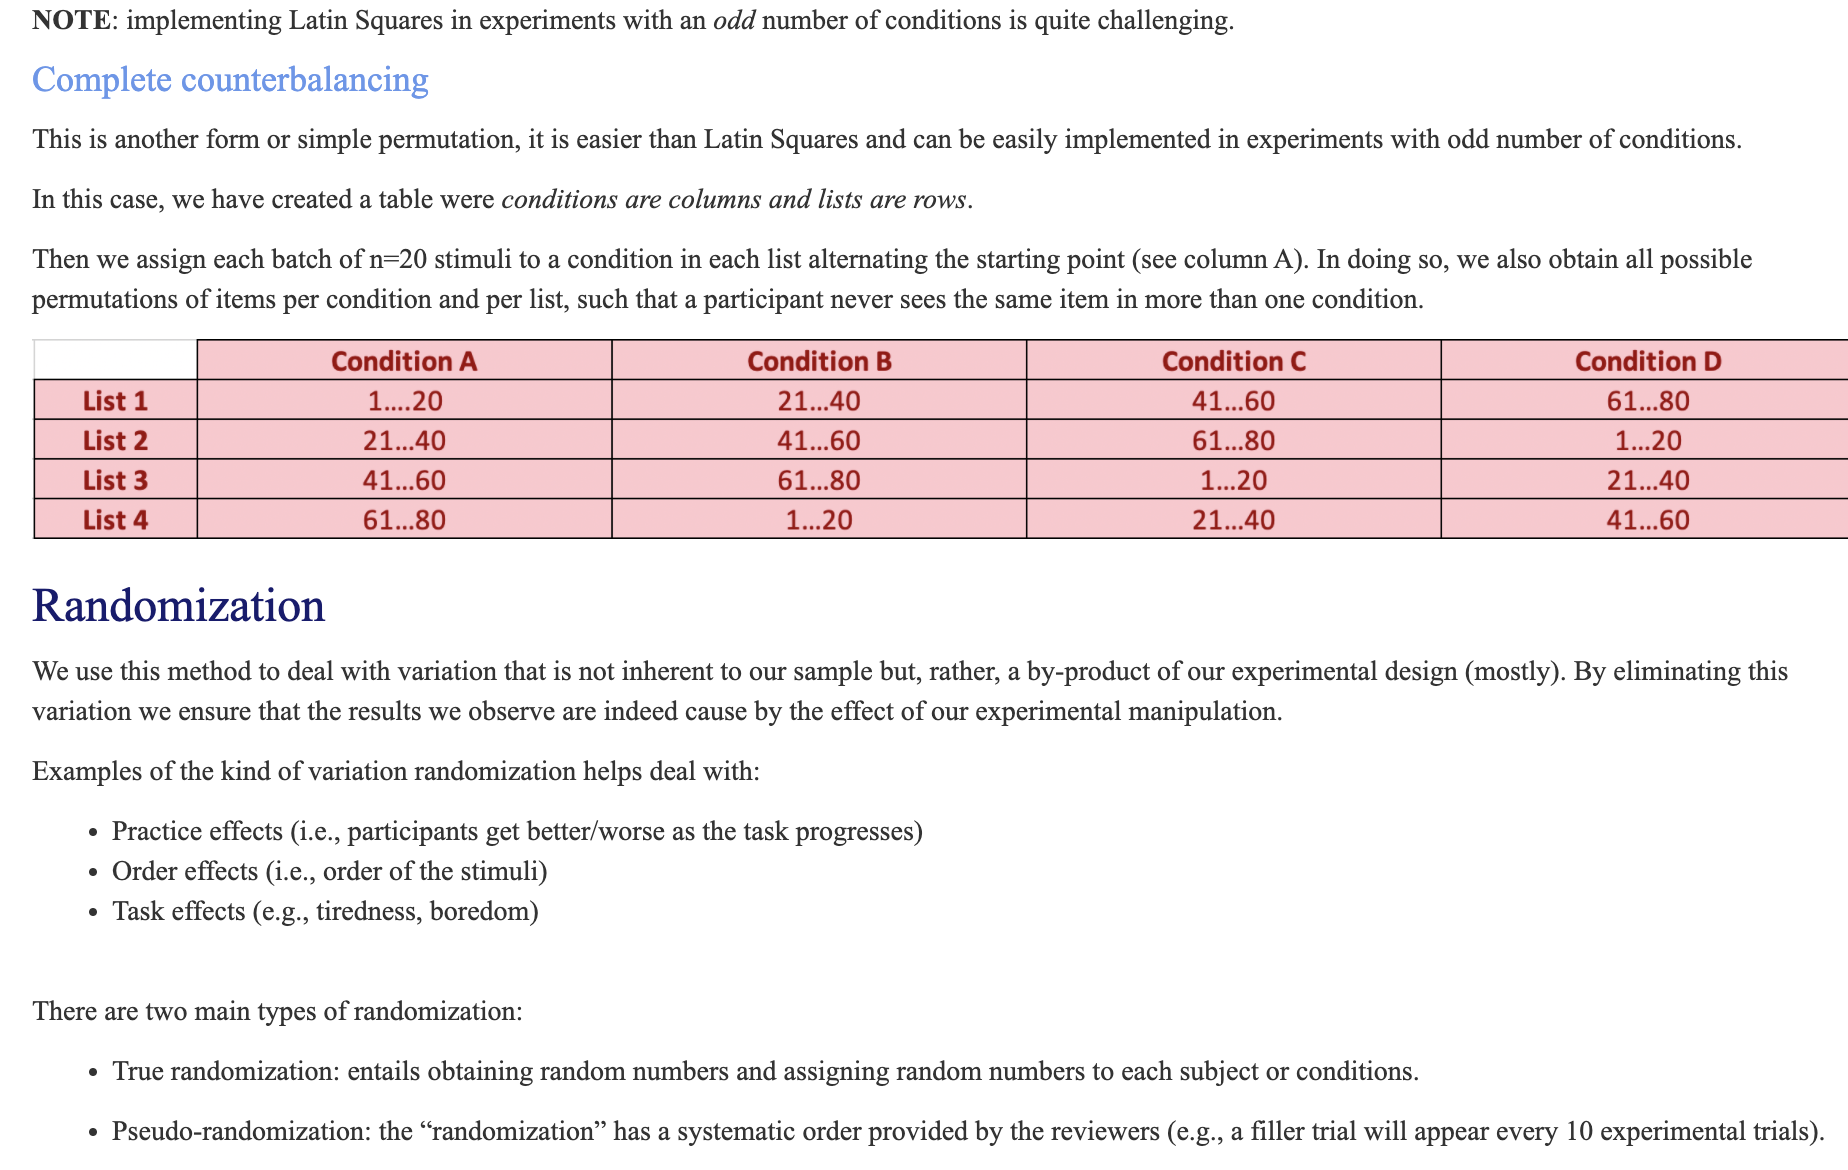 NOTE: implementing Latin Squares in experiments with an odd number of conditions is quite challenging.
Complete counterbalancing
This is another form or simple permutation, it is easier than Latin Squares and can be easily implemented in experiments with odd number of conditions.
In this case, we have created a table were conditions are columns and lists are rows.
Then we assign each batch of n=20 stimuli to a condition in each list alternating the starting point (see column A). In doing so, we also obtain all possible
permutations of items per condition and per list, such that a participant never sees the same item in more than one condition.
Condition A Condition B Condition C Condition D
List 1 1....20 21...40 41...60 61...80
List 2 21...40 41...60 61...80 1...20
List 3 41...60 61...80 1...20 21...40
List 4 61...80 1...20 21...40 41...60
Randomization
We use this method to deal with variation that is not inherent to our sample but, rather, a by-product of our experimental design (mostly). By eliminating this
variation we ensure that the results we observe are indeed cause by the effect of our experimental manipulation.
Examples of the kind of variation randomization helps deal with:
• Practice effects (i.e., participants get better/worse as the task progresses)
• Order effects (i.e., order of the stimuli)
• Task effects (e.g., tiredness, boredom)
There are two main types of randomization:
• True randomization: entails obtaining random numbers and assigning random numbers to each subject or conditions.
• Pseudo-randomization: the “randomization” has a systematic order provided by the reviewers (e.g., a filler trial will appear every 10 experimental trials).